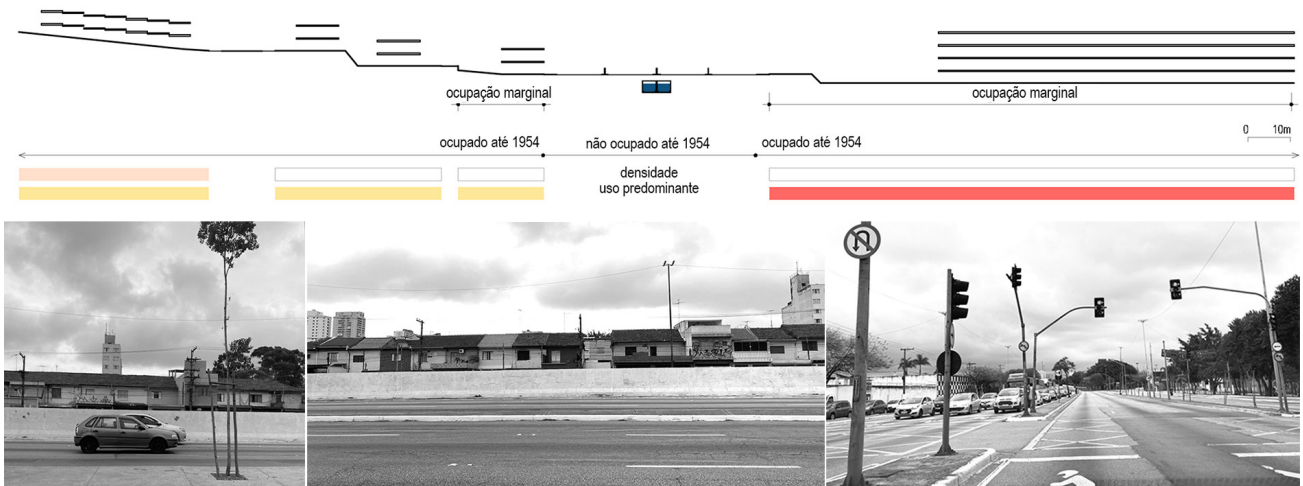 ocupação marginal
ocupação marginal
0 10m
ocupado até 1954
não ocupado até 1954
ocupado até 1954
densidade
uso predominante